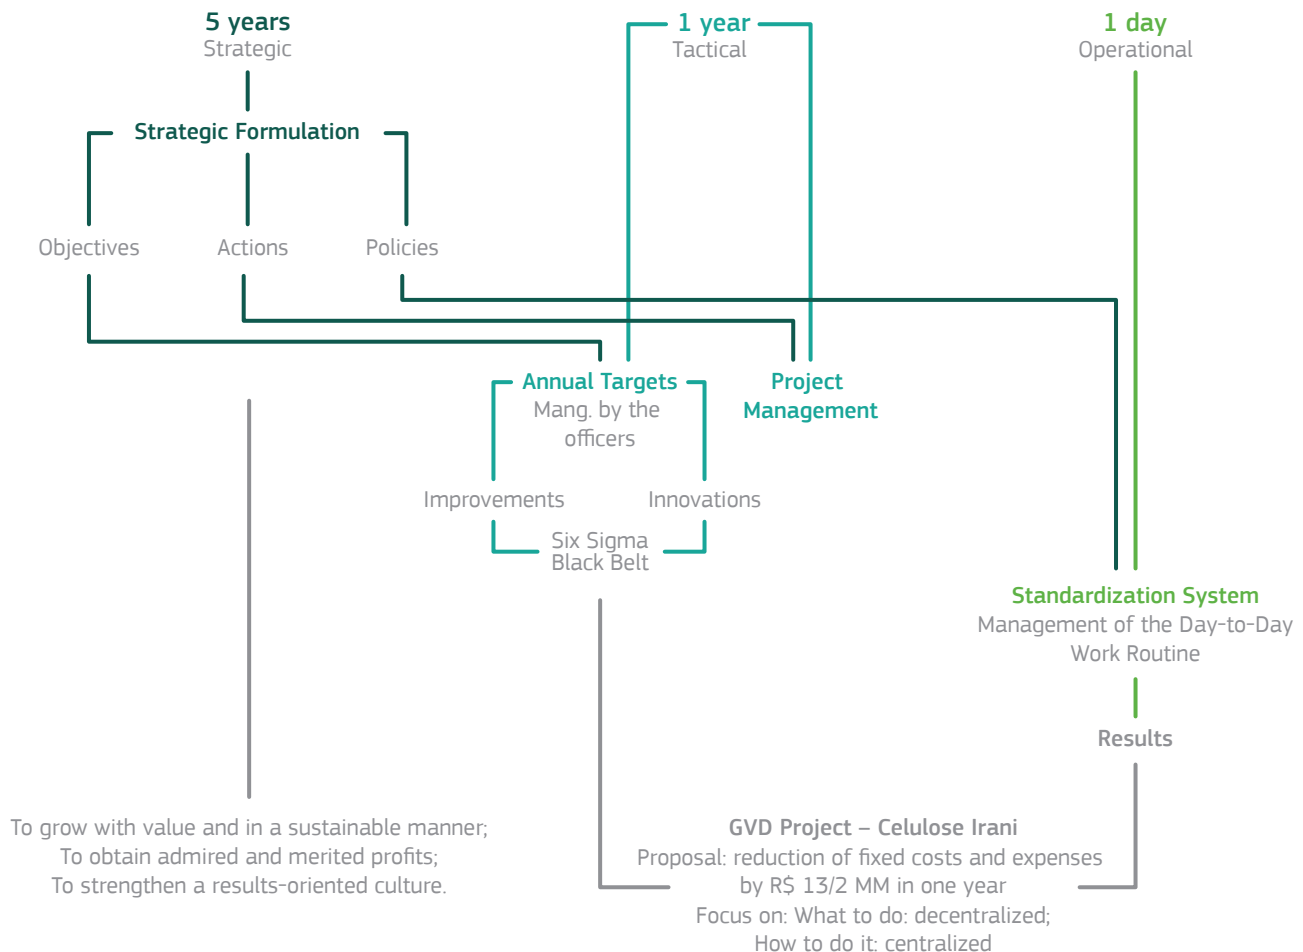 5 years
Strategic
1 year
Tactical
1 day
Operational
Strategic Formulation
Objectives
Actions
Policies
Annual Targets
Mang. by the
officers
Project
Management
Improvements
Innovations
Six Sigma
Black Belt
Standardization System
Management of the Day-to-Day
Work Routine
Results
To grow with value and in a sustainable manner;
To obtain admired and merited profits;
To strengthen a results-oriented culture.
GVD Project – Celulose Irani
Proposal: reduction of fixed costs and expenses
by R$ 13/2 MM in one year
Focus on: What to do: decentralized;
How to do it: centralized